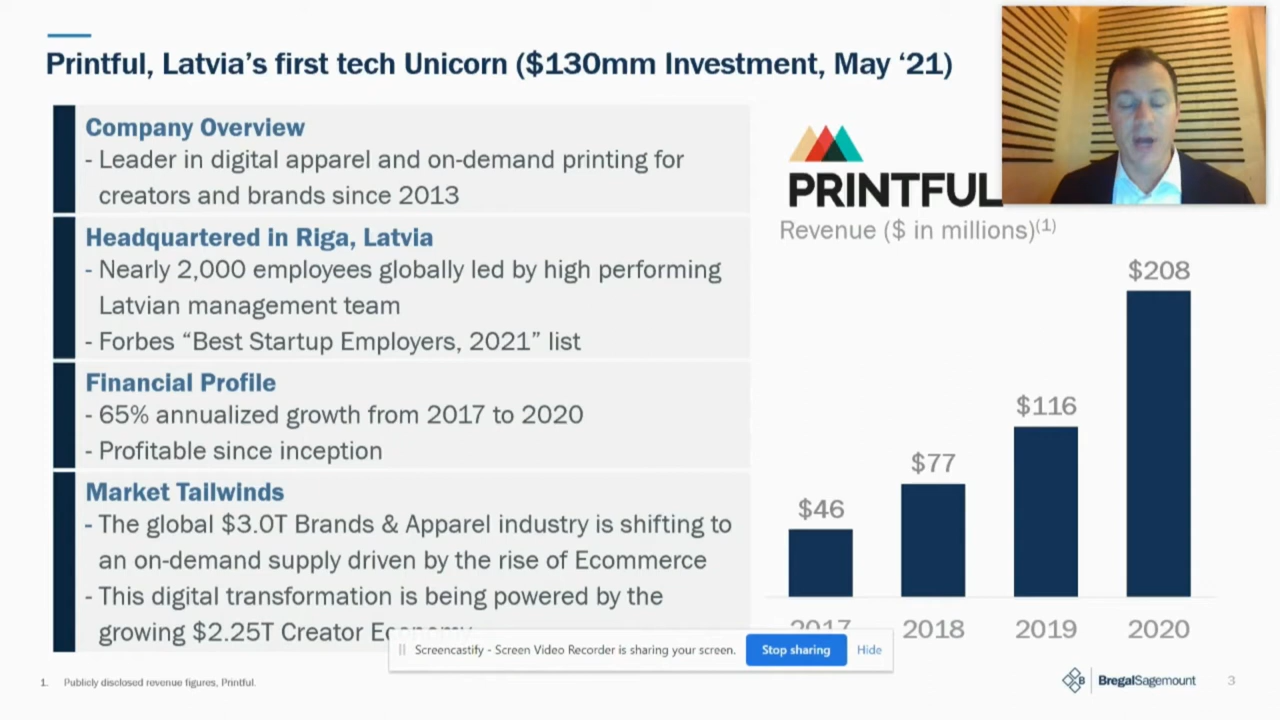 Printful, Latvia's first tech Unicorn ($130mm Investment, May ‘21)
Company Overview
- Leader in digital apparel and on-demand printing for
creators and brands since 2013
Headquartered in Riga, Latvia
- Nearly 2,000 employees globally led by high performing
Latvian management team
- Forbes “Best Startup Employers, 2021” list
Financial Profile
- 65% annualized growth from 2017 to 2020
- Profitable since inception
Market Tailwinds
- The global $3.0T Brands & Apparel industry is shifting to
an on-demand supply driven by the rise of Ecommerce
- This digital transformation is being powered by the
growing $2.25T Creator Economy
PRINTFUL
Revenue ($ in millions)(1)
$46
$77
$116
$208
2017 2018 2019 2020
|| Screencastify - Screen Video Recorder is sharing your screen. Stop sharing Hide
1. Publicly disclosed revenue figures, Printful.
B BregalSagemount 3